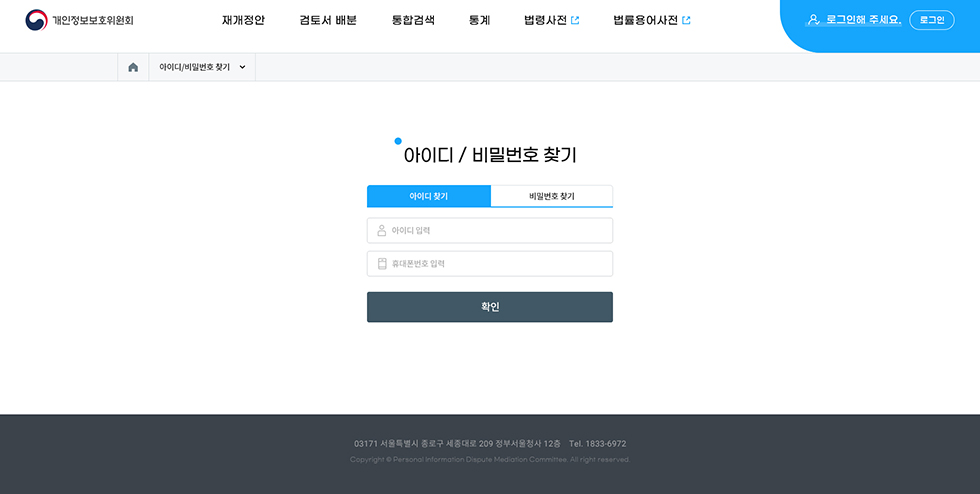 개인정보보호위원회 재개정안 검토서 배분 통합검색 통계 법령사전 법률용어사전 로그인해 주세요. 로그인
아이디/비밀번호 찾기
아이디 / 비밀번호 찾기
아이디 찾기 비밀번호 찾기
아이디 입력
휴대폰번호 입력
확인
03171 서울특별시 종로구 세종대로 209 정부서울청사 12층 Tel. 1833-6972
Copyright © Personal Information Dispute Mediation Committee. All right reserved.